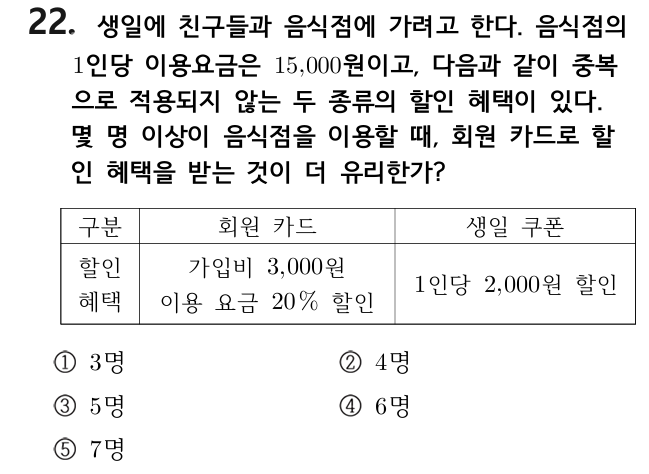 22. 생일에 친구들과 음식점에 가려고 한다. 음식점의
1인당 이용요금은 15,000원이고, 다음과 같이 중복
으로 적용되지 않는 두 종류의 할인 혜택이 있다.
몇 명 이상이 음식점을 이용할 때, 회원 카드로 할
인 혜택을 받는 것이 더 유리한가?
구분 회원 카드 생일 쿠폰
할인 가입비 3,000원
혜택 이용 요금 20% 할인 1인당 2,000원 할인
① 3명 ② 4명
③ 5명 ④ 6명
⑤ 7명